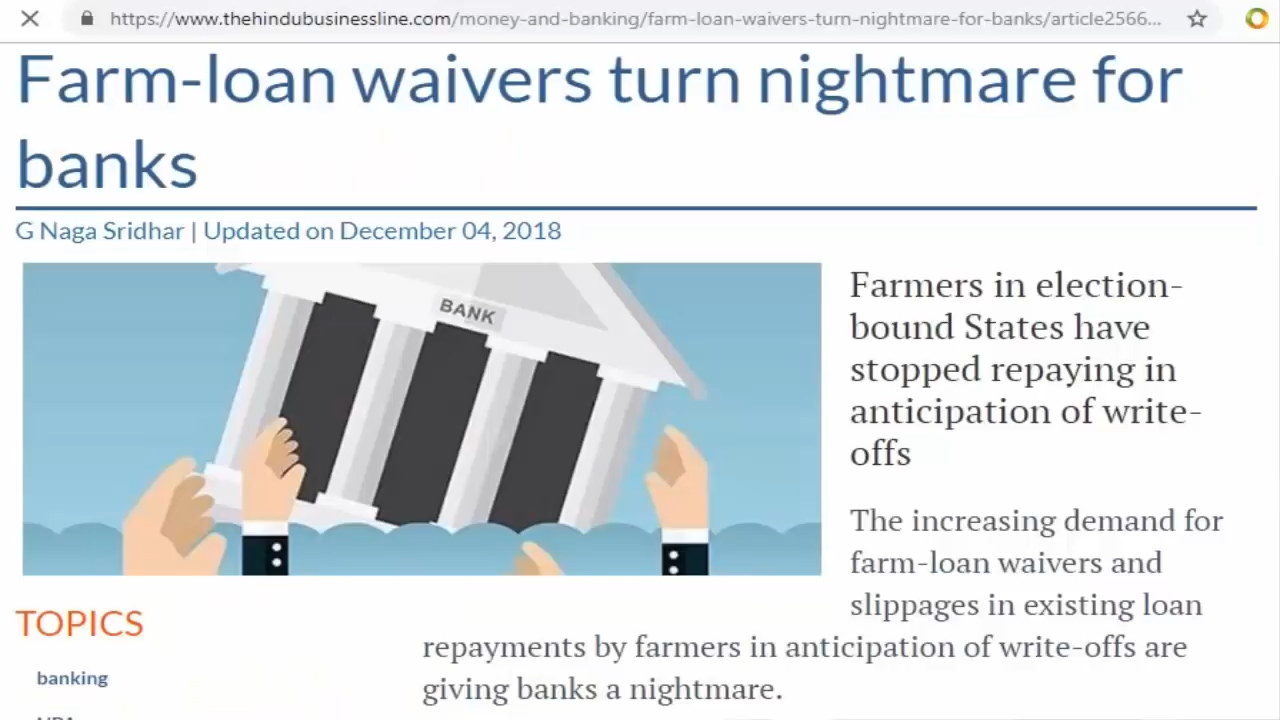 https://www.thehindubusinessline.com/money-and-banking/farm-loan-waivers-turn-nightmare-for-banks/article2566...
Farm-loan waivers turn nightmare for
banks
G Naga Sridhar | Updated on December 04, 2018
BANK
Farmers in election-
bound States have
stopped repaying in
anticipation of write-
offs
The increasing demand for
farm-loan waivers and
slippages in existing loan
repayments by farmers in anticipation of write-offs are
giving banks a nightmare.
TOPICS
banking